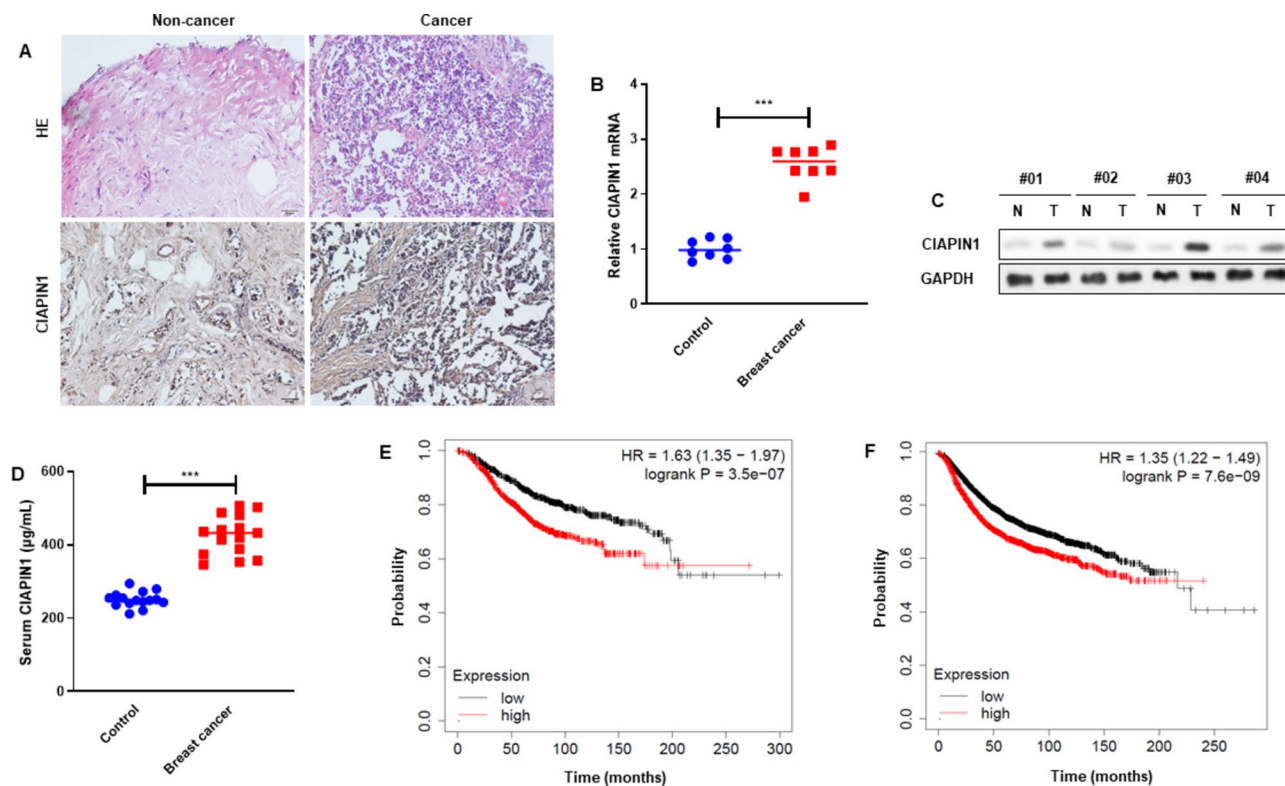 Non-cancer
Cancer
A
HE
CIAPIN1
B
Relative CIAPIN1 mRNA
4
3
2
1
0
***
Control
Breast cancer
C
#01 #02 #03 #04
N T N T N T N T
CIAPIN1
GAPDH
D
Serum CIAPIN1 (μg/mL)
600
400
200
0
***
Control
Breast cancer
E
HR = 1.63 (1.35 − 1.97)
logrank P = 3.5e−07
Probability
1.0
0.8
0.6
0.4
0.2
0.0
Expression
low
high
0 50 100 150 200 250 300
Time (months)
F
HR = 1.35 (1.22 − 1.49)
logrank P = 7.6e−09
Probability
1.0
0.8
0.6
0.4
0.2
0.0
Expression
low
high
0 50 100 150 200 250
Time (months)